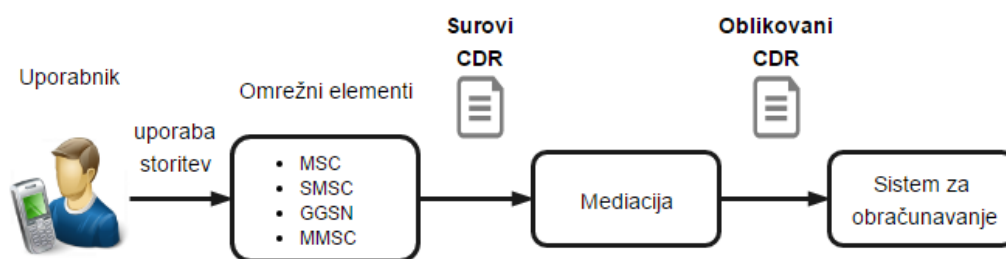 Uporabnik
uporaba
storitev
Omrežni elementi
• MSC
• SMSC
• GGSN
• MMSC
Surovi
CDR
Mediacija
Oblikovani
CDR
Sistem za
obračunavanje